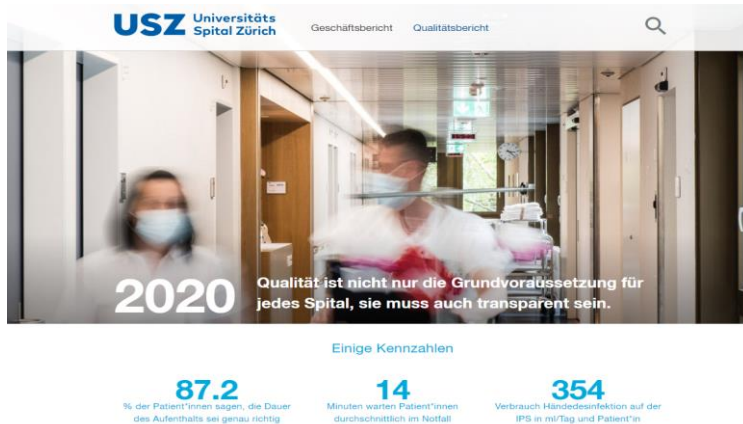 USZ Universitäts
Spital Zürich
Geschäftsbericht Qualitätsbericht
2020
Qualität ist nicht nur die Grundvoraussetzung für
jedes Spital, sie muss auch transparent sein.
Einige Kennzahlen
87.2
% der Patient*innen sagen, die Dauer
des Aufenthalts sei genau richtig
14
Minuten warten Patient*innen
durchschnittlich im Notfall
354
Verbrauch Händedesinfektion auf der
IPS in ml/Tag und Patient*in